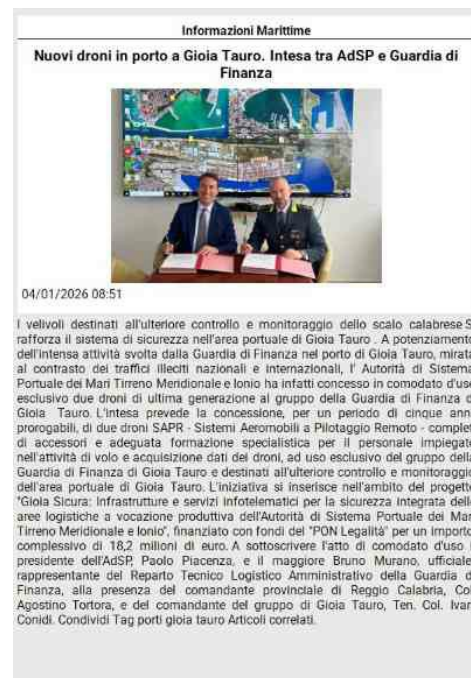 Informazioni Marittime
Nuovi droni in porto a Gioia Tauro. Intesa tra AdSP e Guardia di
Finanza
04/01/2026 08:51
I velivoli destinati all'ulteriore controllo e monitoraggio dello scalo calabrese S
rafforza il sistema di sicurezza nell'area portuale di Gioia Tauro . A potenziamento
dell'intensa attività svolta dalla Guardia di Finanza nel porto di Gioia Tauro, mirata
al contrasto dei traffici illeciti nazionali e internazionali, l' Autorità di Sistema
Portuale dei Mari Tirreno Meridionale e Ionio ha infatti concesso in comodato d'uso
esclusivo due droni di ultima generazione al gruppo della Guardia di Finanza d
Gioia Tauro. L'intesa prevede la concessione, per un periodo di cinque ann
prorogabili, di due droni SAPR - Sistemi Aeromobili a Pilotaggio Remoto - complet
di accessori e adeguata formazione specialistica per il personale impiegato
nell'attività di volo e acquisizione dati dei droni, ad uso esclusivo del gruppo della
Guardia di Finanza di Gioia Tauro e destinati all'ulteriore controllo e monitoraggio
dell'area portuale di Gioia Tauro. L'iniziativa si inserisce nell'ambito del progetto
"Gioia Sicura: Infrastrutture e servizi infotelematici per la sicurezza integrata delle
aree logistiche a vocazione produttiva dell'Autorità di Sistema Portuale dei Mar
Tirreno Meridionale e Ionio", finanziato con fondi del "PON Legalità" per un importo
complessivo di 18,2 milioni di euro. A sottoscrivere l'atto di comodato d'uso i
presidente dell'AdSP, Paolo Piacenza, e il maggiore Bruno Murano, ufficiale
rappresentante del Reparto Tecnico Logistico Amministrativo della Guardia d
Finanza, alla presenza del comandante provinciale di Reggio Calabria, Col
Agostino Tortora, e del comandante del gruppo di Gioia Tauro, Ten. Col. Ivan
Conidi. Condividi Tag porti gioia tauro Articoli correlati.